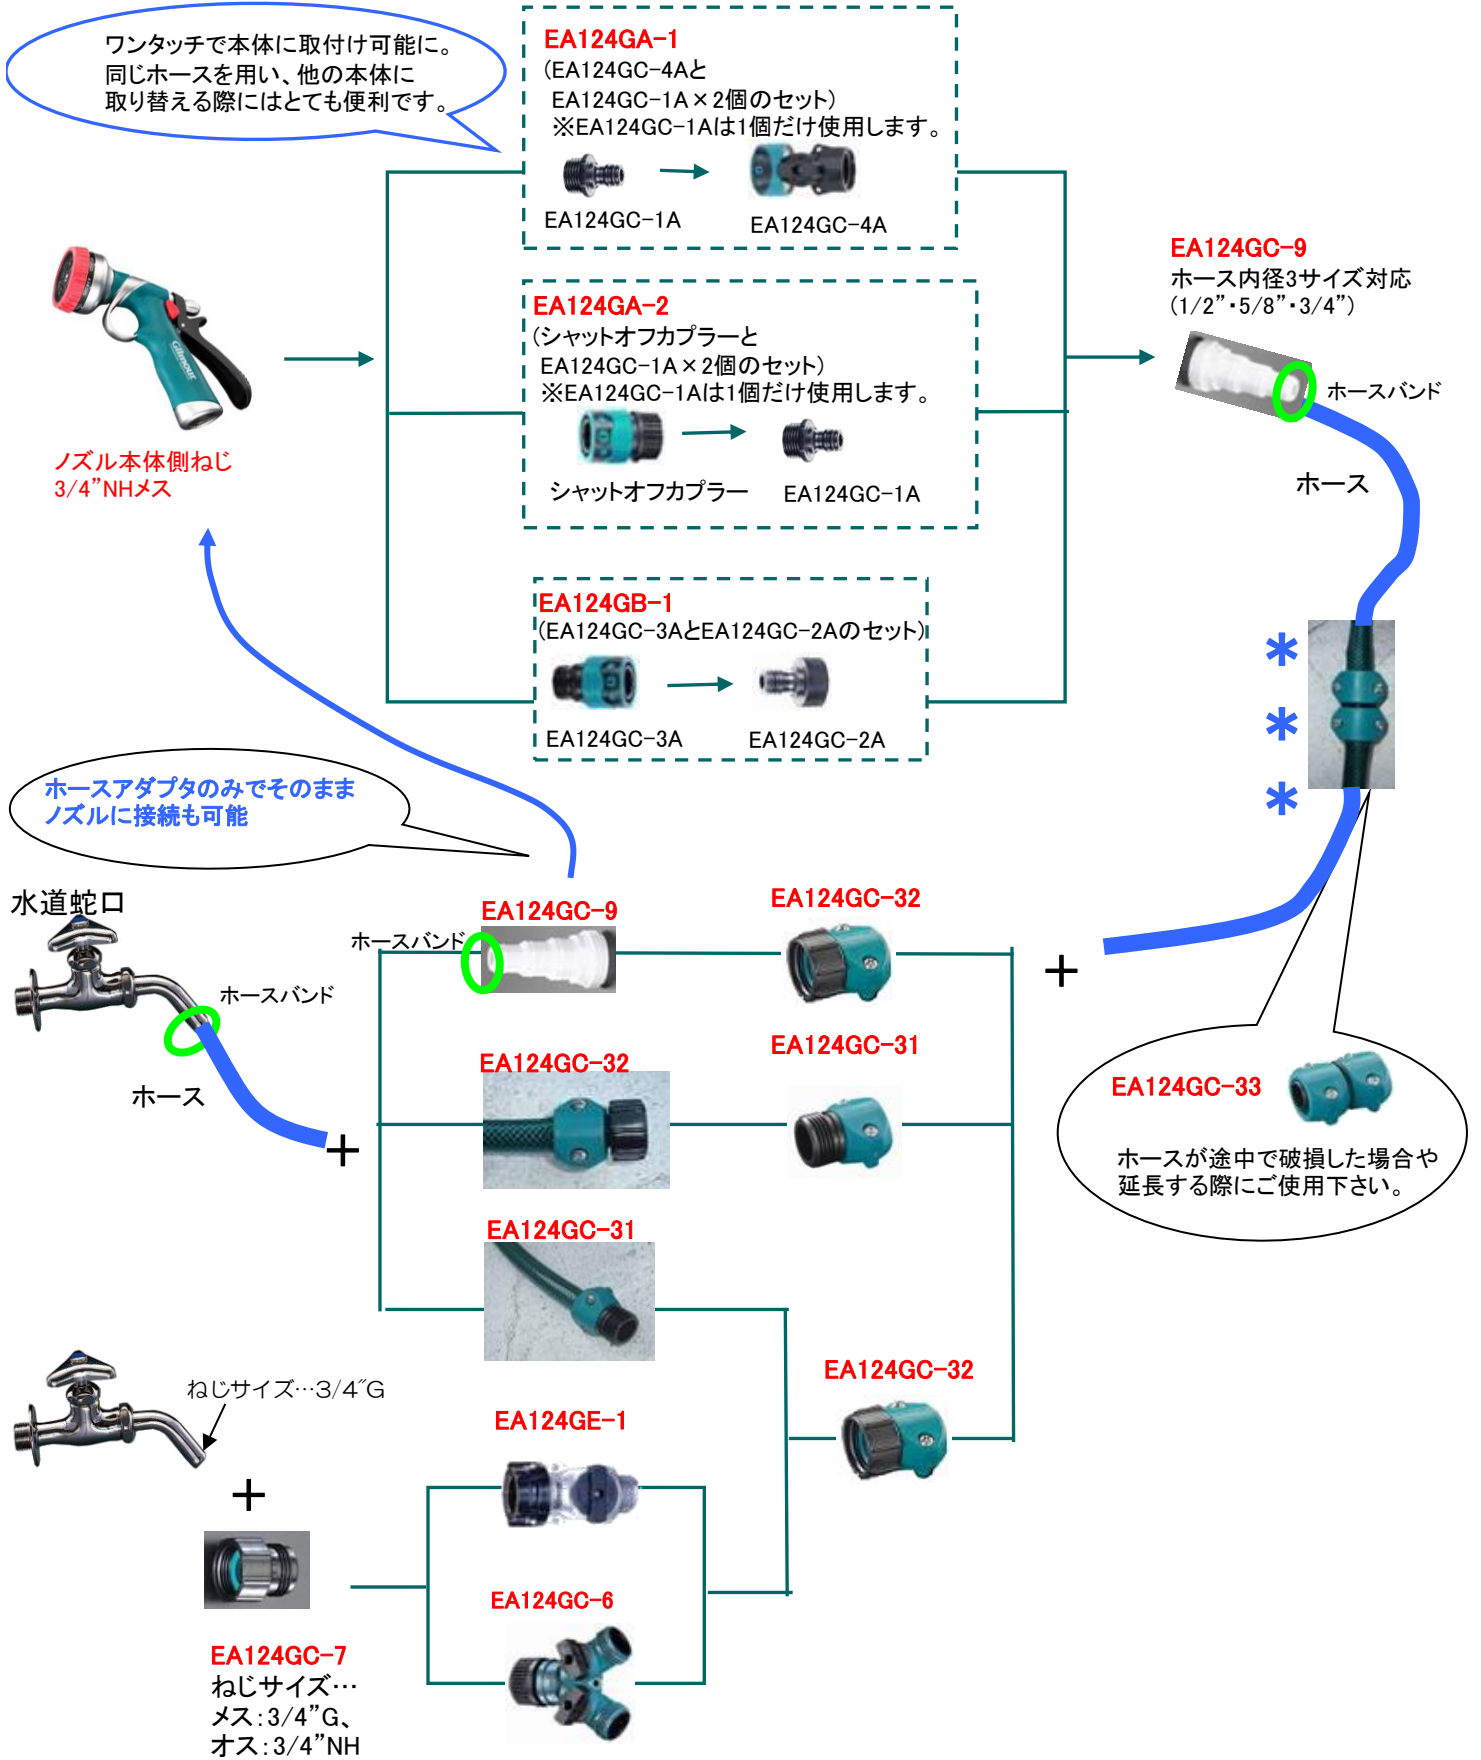 ワンタッチで本体に取付け可能に。
同じホースを用い、他の本体に
取り替える際にはとても便利です。
EA124GA-1
(EA124GC-4Aと
EA124GC-1A×2個のセット)
※EA124GC-1Aは1個だけ使用します。
EA124GC-1A
EA124GC-4A
EA124GC-9
ホース内径3サイズ対応
(1/2”・5/8”・3/4”)
ホースバンド
ホース
EA124GA-2
(シャットオフカプラーと
EA124GC-1A×2個のセット)
※EA124GC-1Aは1個だけ使用します。
シャットオフカプラー
EA124GC-1A
Gilmour
ノズル本体側ねじ
3/4”NHメス
EA124GB-1
(EA124GC-3AとEA124GC-2Aのセット)
EA124GC-3A
EA124GC-2A
*
*
*
ホースアダプタのみでそのまま
ノズルに接続も可能
水道蛇口
ホースバンド
ホース
+
ホースバンド
EA124GC-9
EA124GC-32
EA124GC-32
EA124GC-31
EA124GC-31
+
EA124GC-33
ホースが途中で破損した場合や
延長する際にご使用下さい。
ねじサイズ…3/4”G
+
EA124GC-32
EA124GE-1
EA124GC-6
EA124GC-7
ねじサイズ…
メス:3/4”G、
オス:3/4”NH